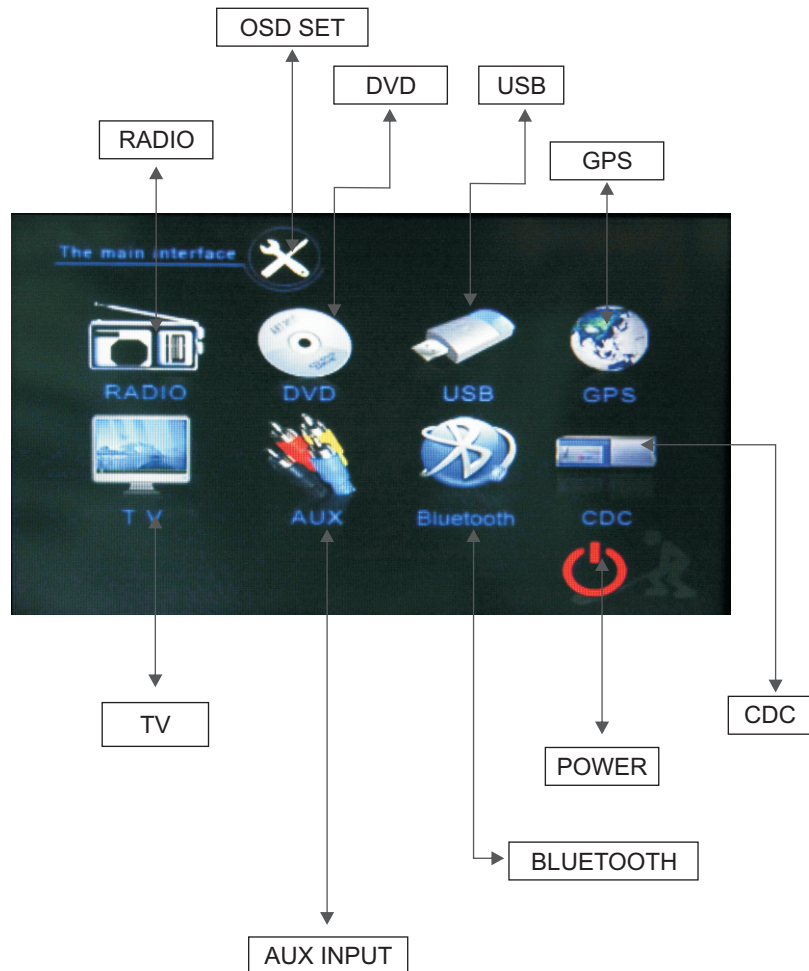 OSD SET
DVD
USB
RADIO
GPS
The main interface
RADIO
DVD
USB
GPS
T V
AUX
Bluetooth
CDC
TV
CDC
POWER
BLUETOOTH
AUX INPUT